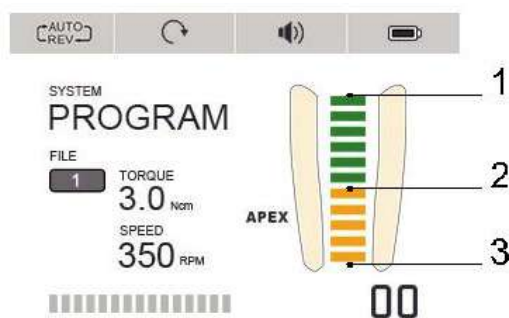 AUTO
REV
SYSTEM
PROGRAM
FILE
1
TORQUE
3.0 Ncm
SPEED
350 RPM
APEX
1
2
3
00